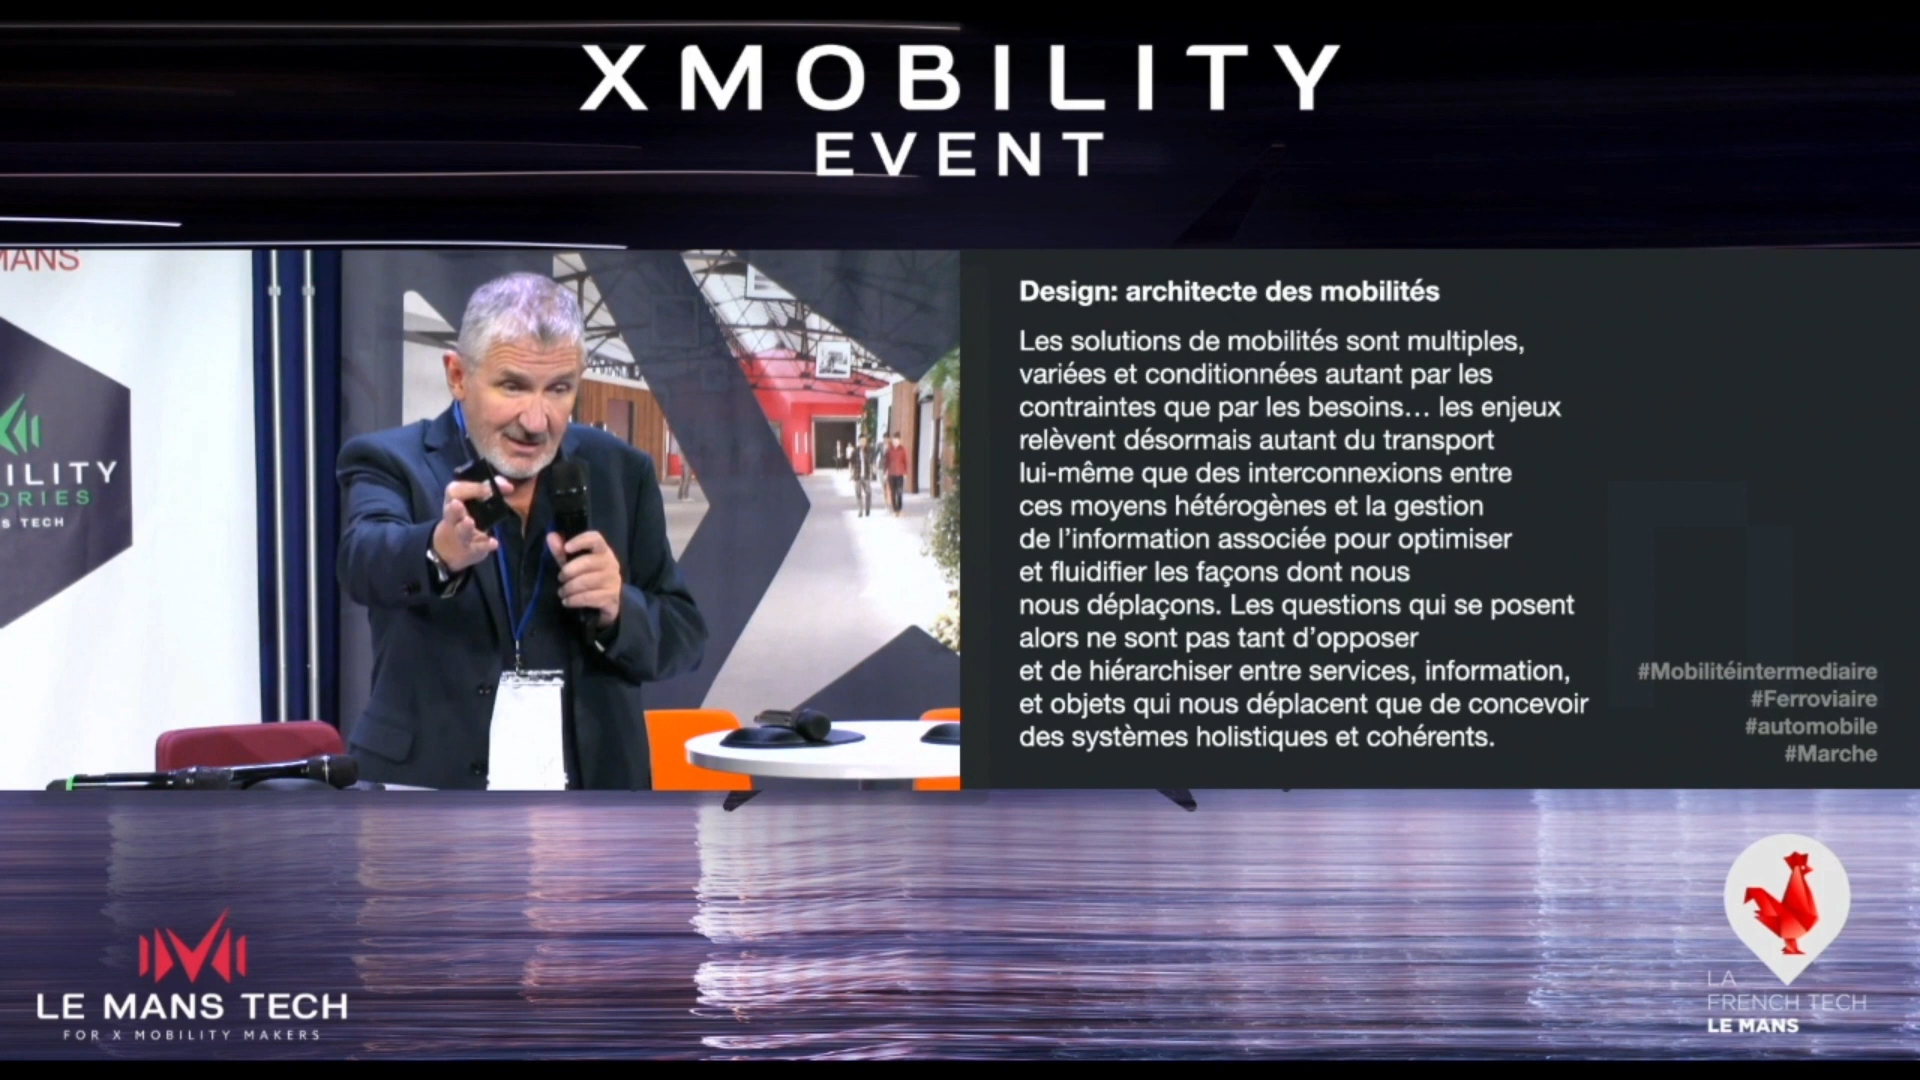 XMOBILITY
EVENT
MANS
ILITY
ORIES
S TECH
Design: architecte des mobilités
Les solutions de mobilités sont multiples,
variées et conditionnées autant par les
contraintes que par les besoins… les enjeux
relèvent désormais autant du transport
lui-même que des interconnexions entre
ces moyens hétérogènes et la gestion
de l’information associée pour optimiser
et fluidifier les façons dont nous
nous déplaçons. Les questions qui se posent
alors ne sont pas tant d’opposer
et de hiérarchiser entre services, information,
et objets qui nous déplacent que de concevoir
des systèmes holistiques et cohérents.
#Mobilitéintermediaire
#Ferroviaire
#automobile
#Marche
LE MANS TECH
FOR X MOBILITY MAKERS
LA
FRENCH TECH
LE MANS